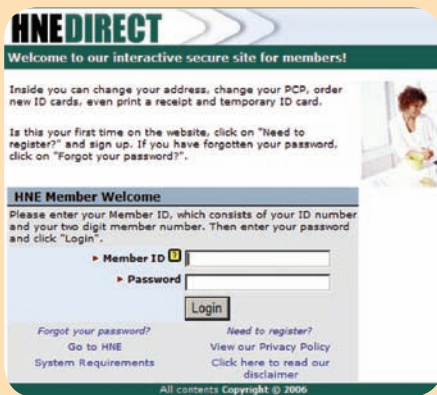 HNEDIRECT
Welcome to our interactive secure site for members!
Inside you can change your address, change your PCP, order
new ID cards, even print a receipt and temporary ID card.
Is this your first time on the website, click on "Need to
register?" and sign up. If you have forgotten your password,
click on "Forgot your password?".
HNE Member Welcome
Please enter your Member ID, which consists of your ID number
and your two digit member number. Then enter your password
and click "Login".
Member ID ?
Password
Login
Forgot your password? Need to register?
Go to HNE View our Privacy Policy
System Requirements Click here to read our
disclaimer
All contents Copyright © 2006